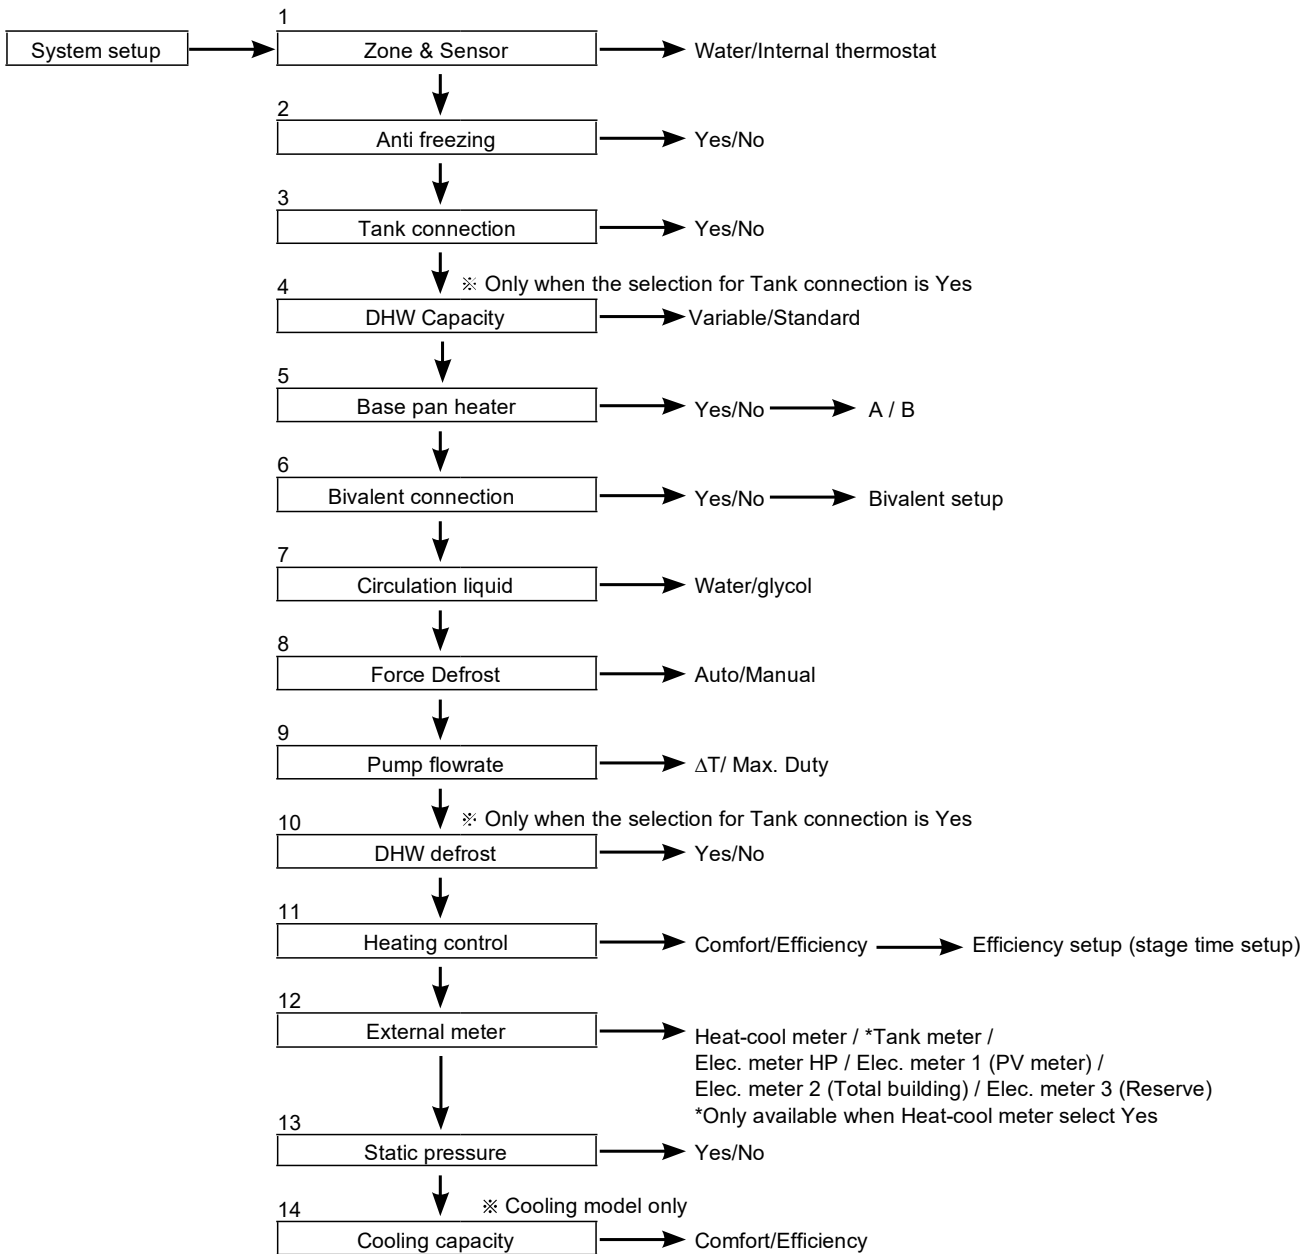 1
System setup
Zone & Sensor
Water/Internal thermostat
2
Anti freezing
Yes/No
3
Tank connection
Yes/No
※ Only when the selection for Tank connection is Yes
4
DHW Capacity
Variable/Standard
5
Base pan heater
Yes/No
A / B
6
Bivalent connection
Yes/No
Bivalent setup
7
Circulation liquid
Water/glycol
8
Force Defrost
Auto/Manual
9
Pump flowrate
∆T/ Max. Duty
※ Only when the selection for Tank connection is Yes
10
DHW defrost
Yes/No
11
Heating control
Comfort/Efficiency
Efficiency setup (stage time setup)
12
External meter
Heat-cool meter / *Tank meter /
Elec. meter HP / Elec. meter 1 (PV meter) /
Elec. meter 2 (Total building) / Elec. meter 3 (Reserve)
*Only available when Heat-cool meter select Yes
13
Static pressure
Yes/No
※ Cooling model only
14
Cooling capacity
Comfort/Efficiency